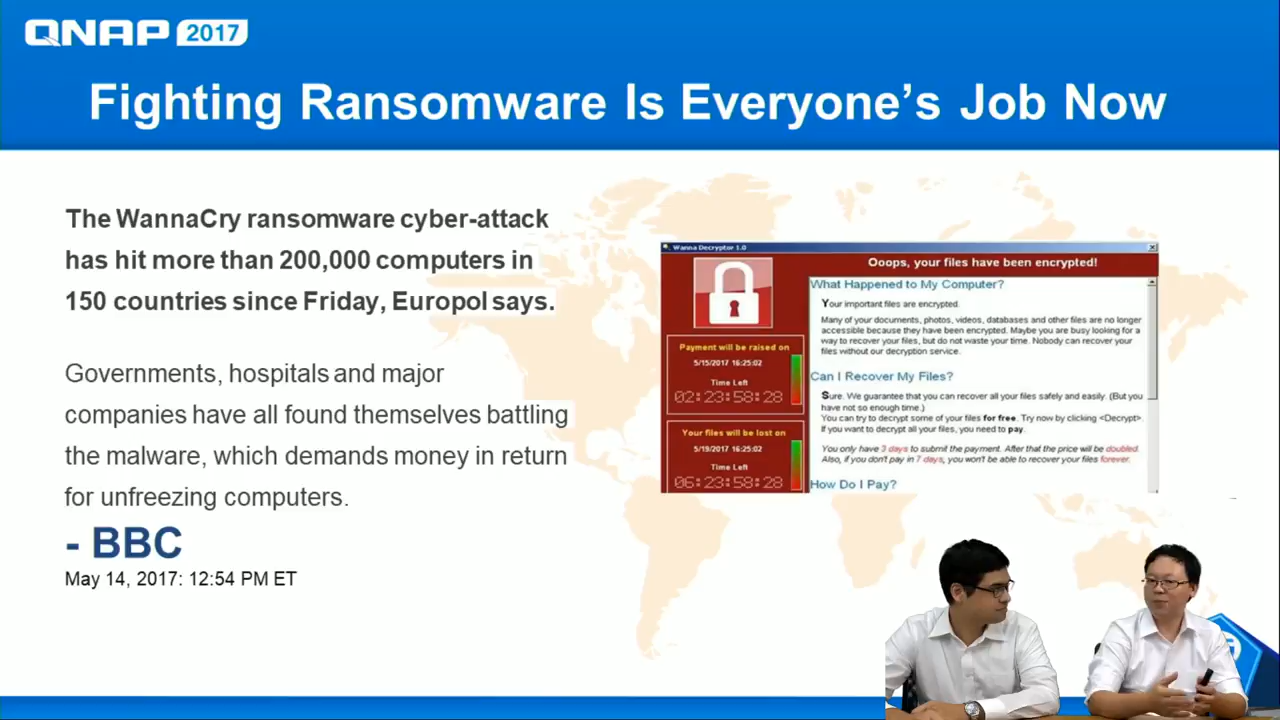 QNAP 2017
Fighting Ransomware Is Everyone’s Job Now
The WannaCry ransomware cyber-attack
has hit more than 200,000 computers in
150 countries since Friday, Europol says.
Governments, hospitals and major
companies have all found themselves battling
the malware, which demands money in return
for unfreezing computers.
- BBC
May 14, 2017: 12:54 PM ET
Wanna Decryptor 1.0
Ooops, your files have been encrypted!
Payment will be raised on
5/15/2017 16:25:02
Time Left
02:23:58:28
Your files will be lost on
5/19/2017 16:25:02
Time Left
06:23:58:28
What Happened to My Computer?
Your important files are encrypted.
Many of your documents, photos, videos, databases and other files are no longer
accessible because they have been encrypted. Maybe you are busy looking for a
way to recover your files, but do not waste your time. Nobody can recover your
files without our decryption service.
Can I Recover My Files?
Sure. We guarantee that you can recover all your files safely and easily. (But you
have not so enough time.)
You can try to decrypt some of your files for free. Try now by clicking <Decrypt>.
If you want to decrypt all your files, you need to pay.
You only have 3 days to submit the payment. After that the price will be doubled.
Also, if you don't pay in 7 days, you won't be able to recover your files forever.
How Do I Pay?